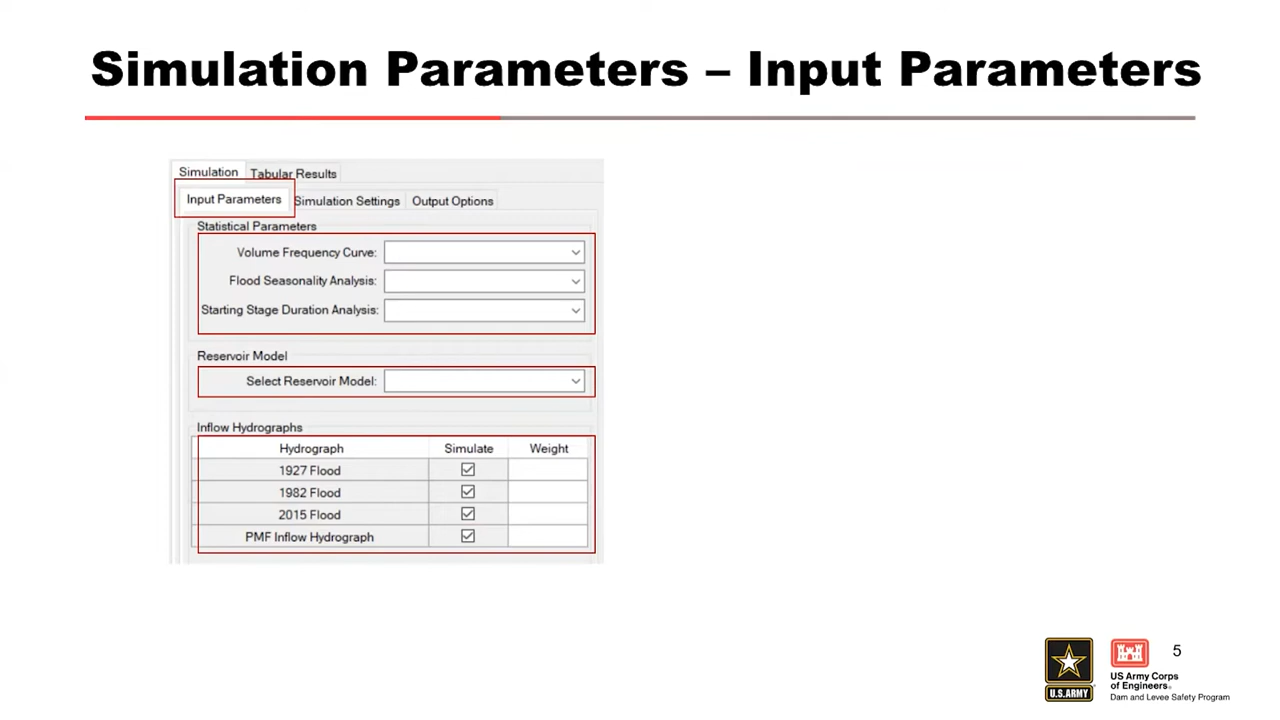 Simulation Parameters – Input Parameters
Simulation Tabular Results
Input Parameters Simulation Settings Output Options
Statistical Parameters
Volume Frequency Curve:
Flood Seasonality Analysis:
Starting Stage Duration Analysis:
Reservoir Model
Select Reservoir Model:
Inflow Hydrographs
Hydrograph Simulate Weight
1927 Flood
1982 Flood
2015 Flood
PMF Inflow Hydrograph
5
U.S. ARMY
US Army Corps
of Engineers®
Dam and Levee Safety Program